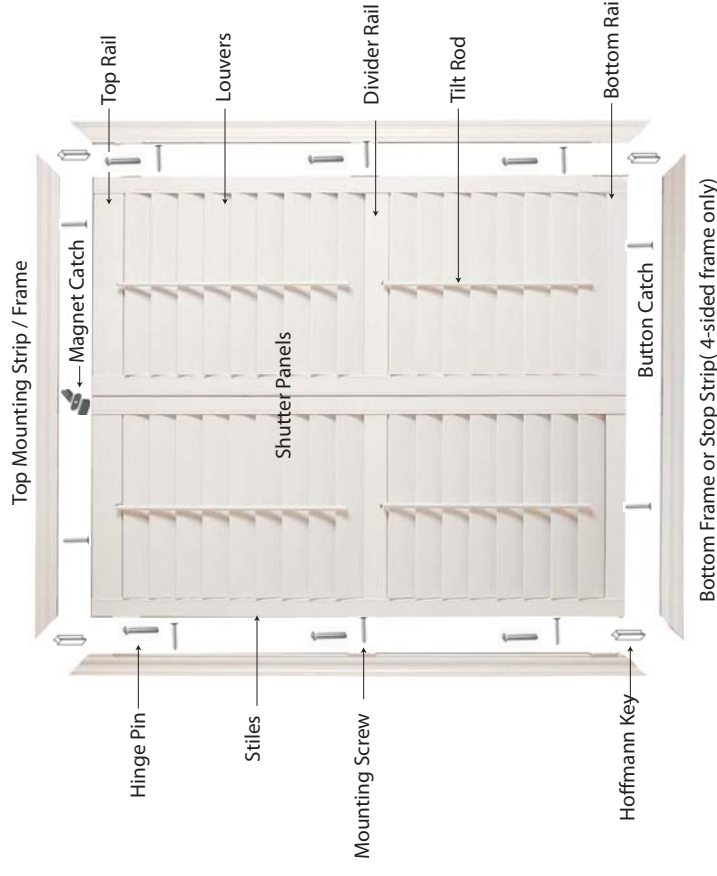 Top Mounting Strip / Frame
Magnet Catch
Top Rail
Louvers
Divider Rail
Tilt Rod
Bottom Rai
Shutter Panels
Button Catch
Hinge Pin
Stiles
Mounting Screw
Hoffmann Key
Bottom Frame or Stop Strip( 4-sided frame only)